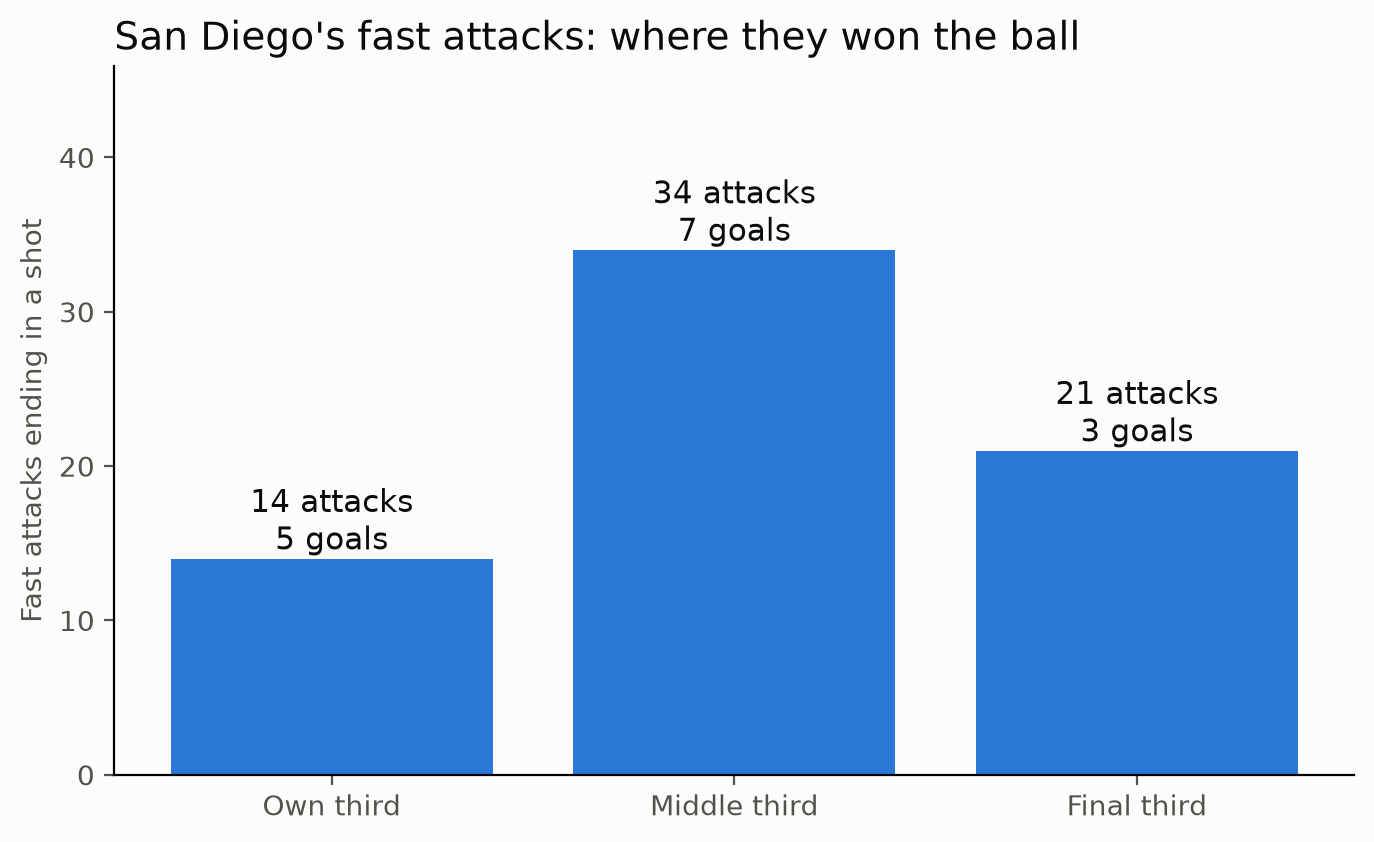 San Diego's fast attacks: where they won the ball
Fast attacks ending in a shot
40
30
20
10
0
14 attacks
5 goals
34 attacks
7 goals
21 attacks
3 goals
Own third
Middle third
Final third